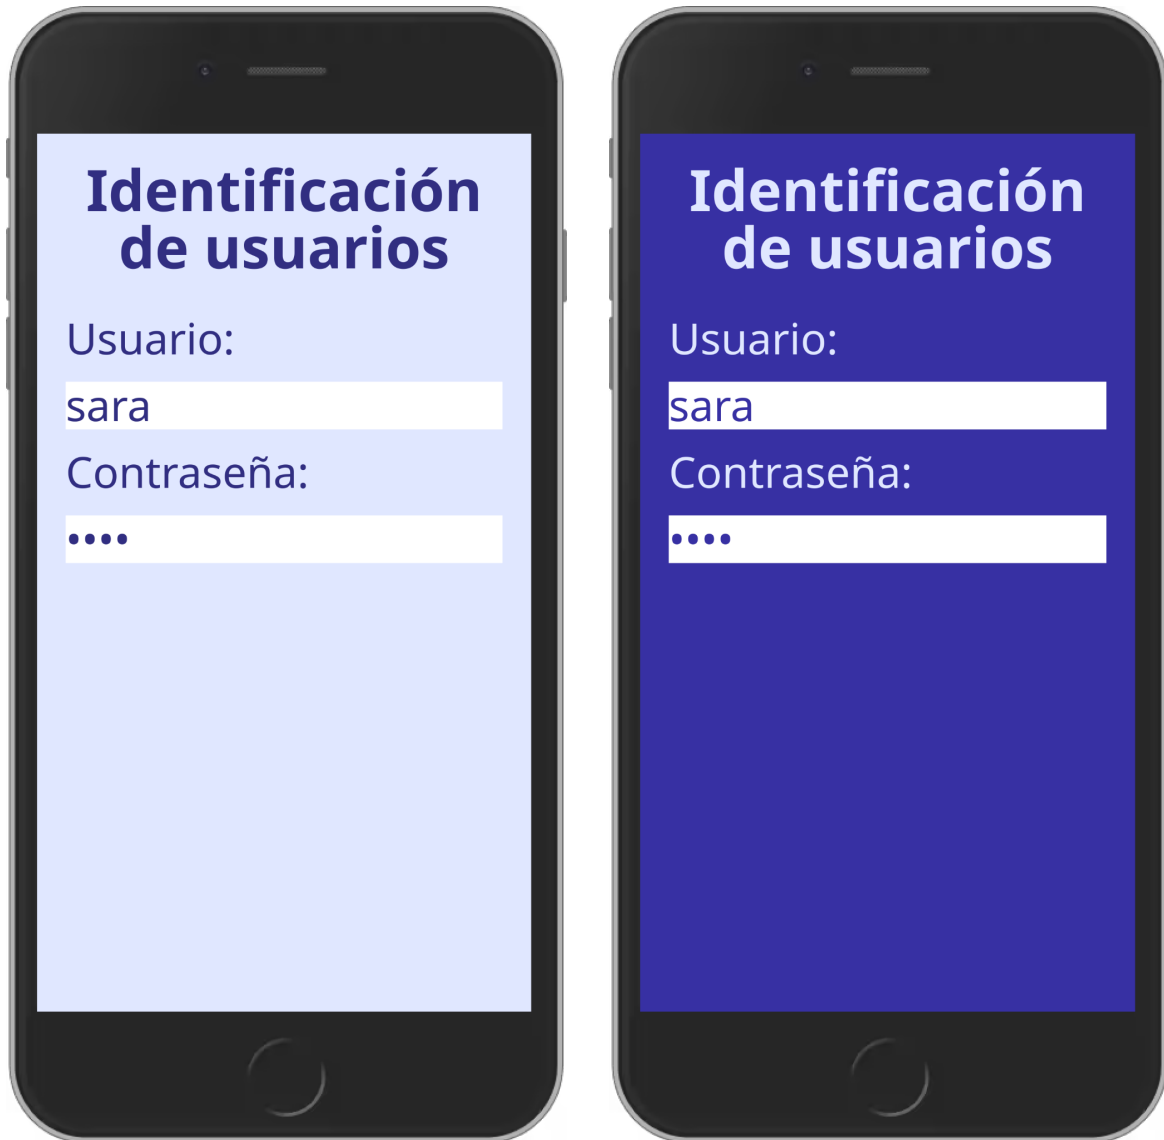 Identificación
de usuarios
Usuario:
sara
Contraseña:
••••
Identificación
de usuarios
Usuario:
sara
Contraseña:
••••